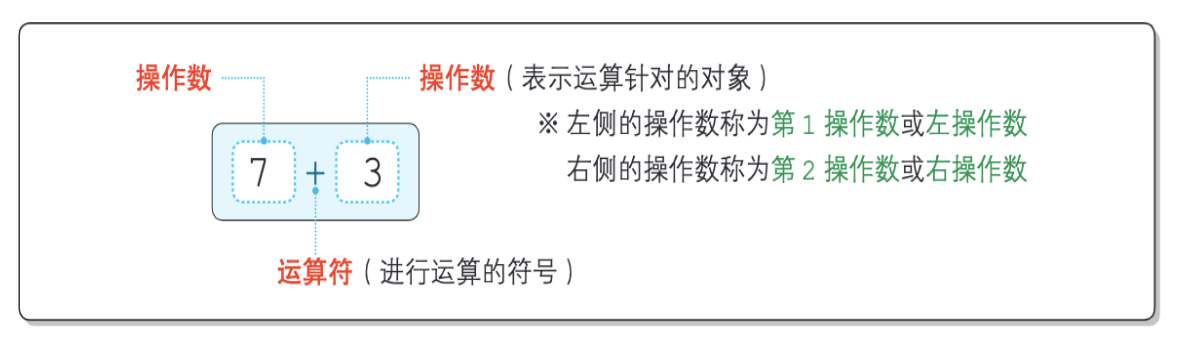 操作数 操作数（表示运算针对的对象）
※ 左侧的操作数称为第 1 操作数或左操作数
右侧的操作数称为第 2 操作数或右操作数
7 + 3
运算符（进行运算的符号）